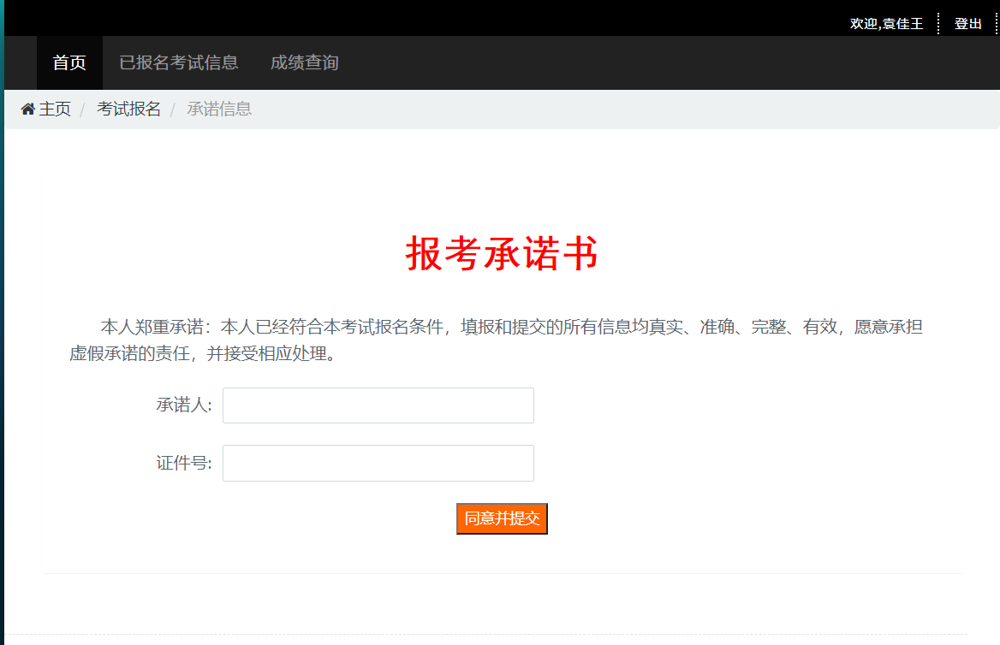 欢迎,袁佳王 登出
首页 已报名考试信息 成绩查询
主页 / 考试报名 / 承诺信息
报考承诺书
本人郑重承诺：本人已经符合本考试报名条件，填报和提交的所有信息均真实、准确、完整、有效，愿意承担
虚假承诺的责任，并接受相应处理。
承诺人:
证件号:
同意并提交